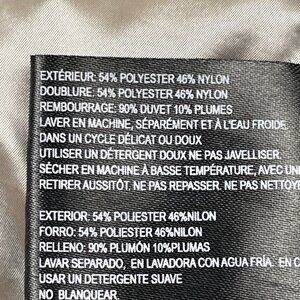 EXTÉRIEUR: 54% POLYESTER 46% NYLON
DOUBLURE: 54% POLYESTER 46% NYLON
REMBOURRAGE: 90% DUVET 10% PLUMES
LAVER EN MACHINE, SÉPARÉMENT ET À L'EAU FROIDE,
DANS UN CYCLE DÉLICAT OU DOUX
UTILISER UN DÉTERGENT DOUX NE PAS JAVELLISER.
SÉCHER EN MACHINE À BASSE TEMPÉRATURE, AVEC UNE
RETIRER AUSSITÔT. NE PAS REPASSER. NE PAS NETTOY
EXTERIOR: 54% POLIESTER 46%NILON
FORRO: 54% POLIESTER 46% NILON
RELLENO: 90% PLUMÓN 10%PLUMAS
LAVAR SEPARADO, EN LAVADORA CON AGUA FRÍA. EN C
USAR UN DETERGENTE SUAVE
NO BLANQUEAR